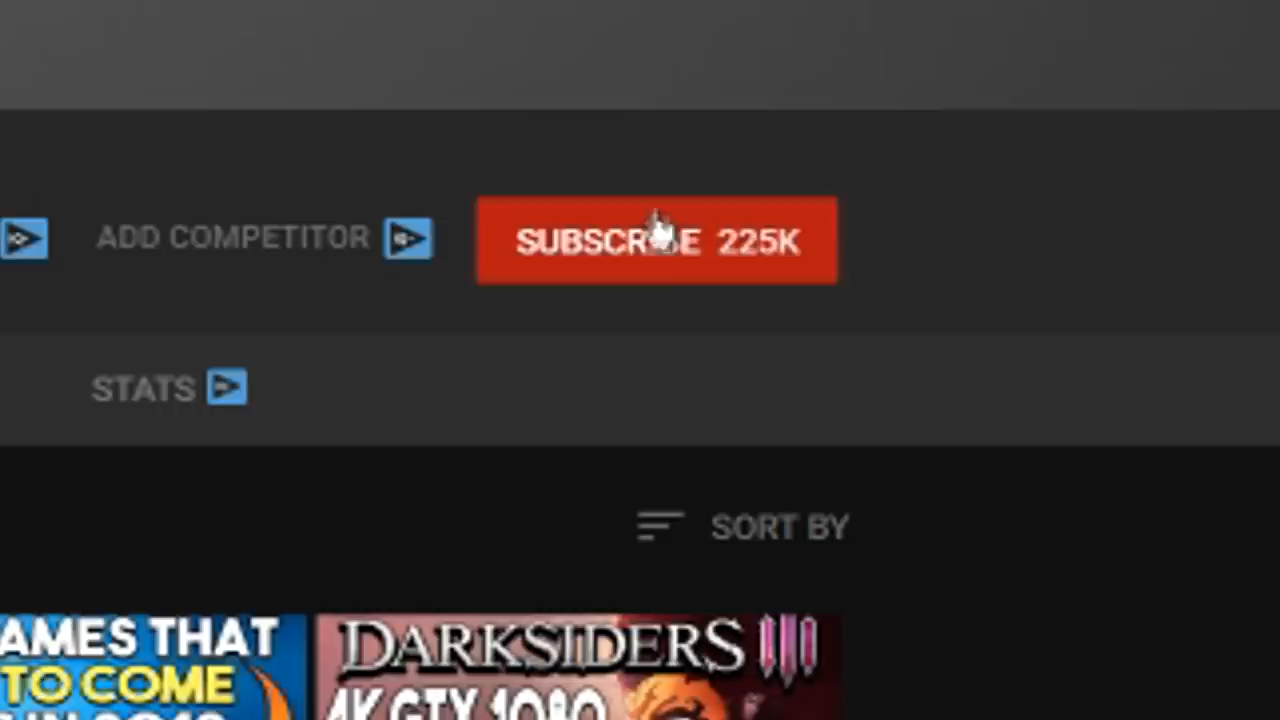 ADD COMPETITOR
SUBSCRIBE 225K
STATS
SORT BY
AMES THAT
TO COME
DARKSIDERS III
4K GTX 1080